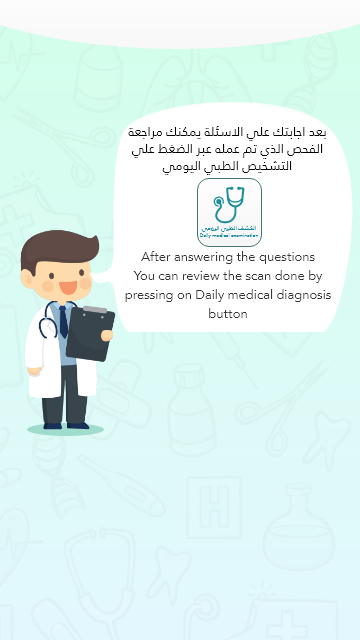 بعد اجابتك علي الاسئلة يمكنك مراجعة
الفحص الذي تم عمله عبر الضغط علي
التشخيص الطبي اليومي
الكشف الطبي اليومي
Daily medical examination
After answering the questions
You can review the scan done by
pressing on Daily medical diagnosis
button
H